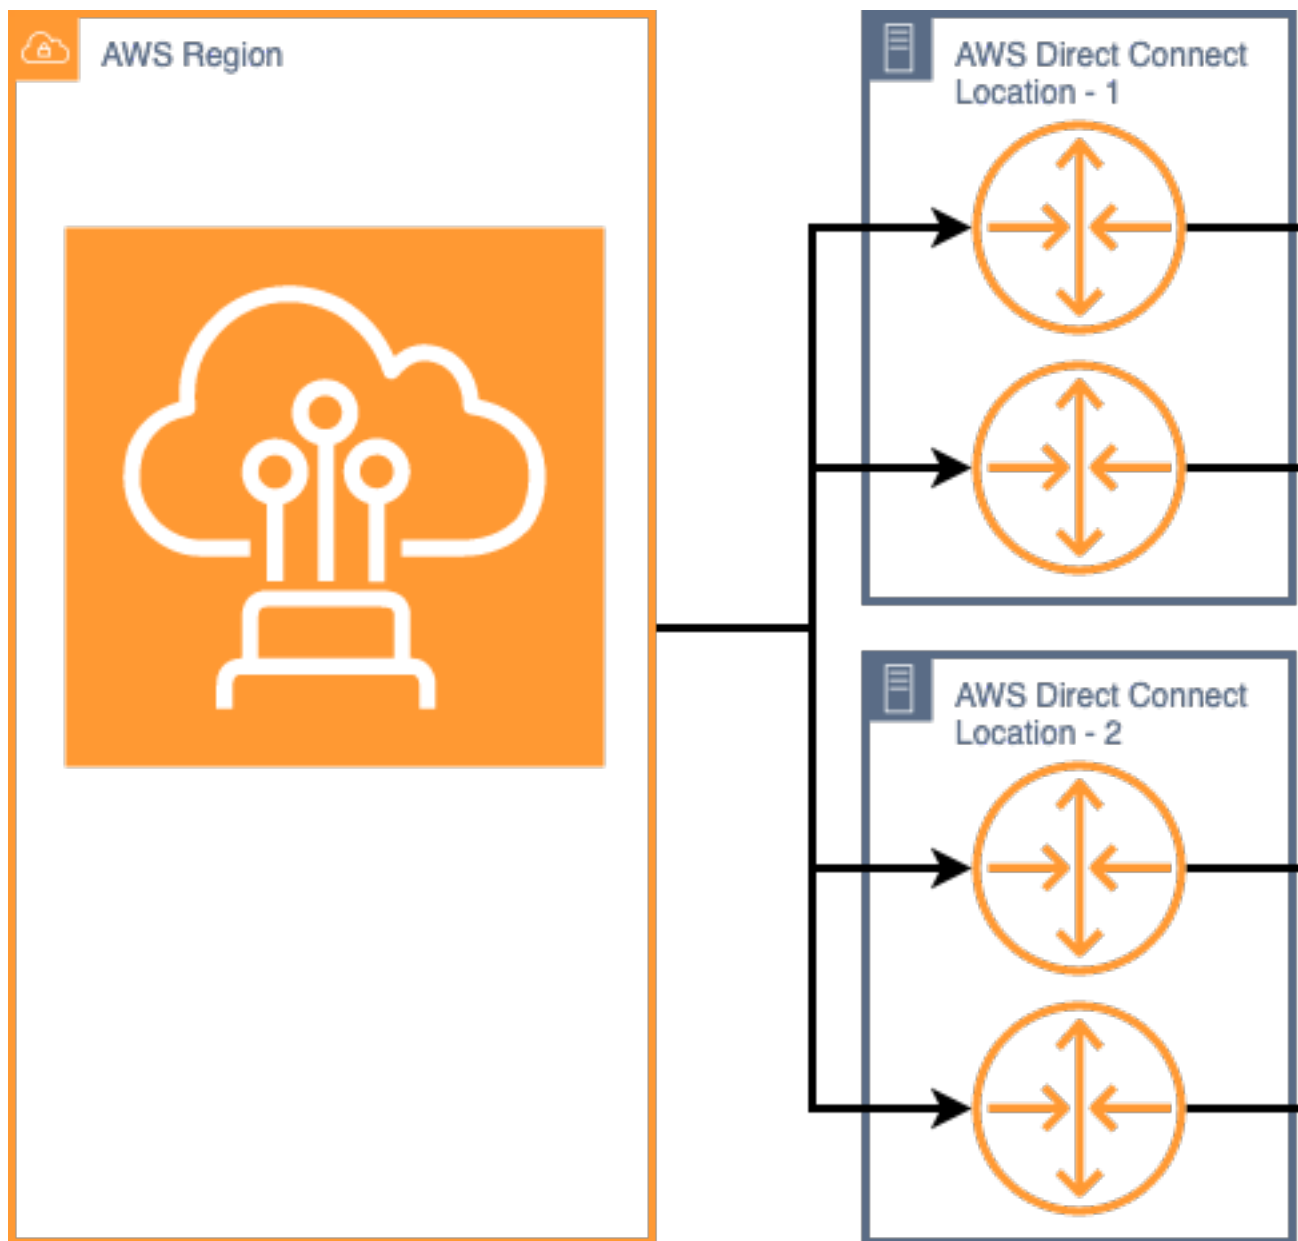 AWS Region
AWS Direct Connect
Location - 1
AWS Direct Connect
Location - 2